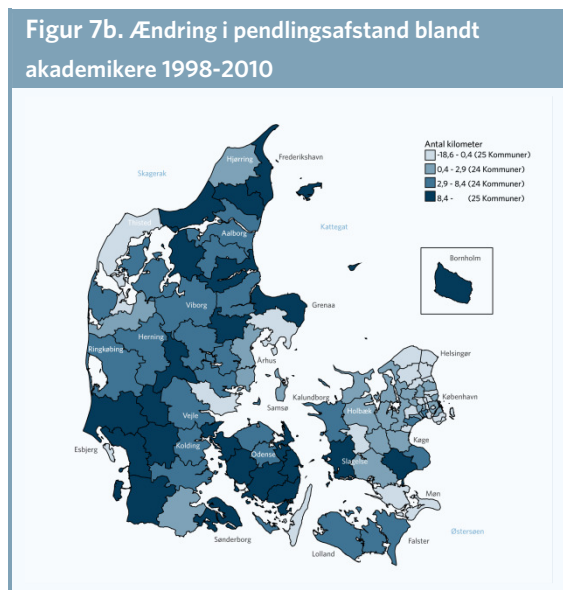 Figur 7b. Ændring i pendlingsafstand blandt
akademikere 1998-2010
Antal kilometer
-18,6 - 0,4 (25 Kommuner)
0,4 - 2,9 (24 Kommuner)
2,9 - 8,4 (24 Kommuner)
8,4 - (25 Kommuner)
Hjørring
Frederikshavn
Skagerak
Thisted
Kattegat
Aalborg
Bornholm
Viborg
Grenaa
Ringkøbing
Herning
Århus
Helsingør
Samsø
Kalundborg
København
Holbæk
Vejle
Køge
Esbjerg
Kolding
Odense
Slagelse
Møn
Sønderborg
Lolland
Falster
Østersøen